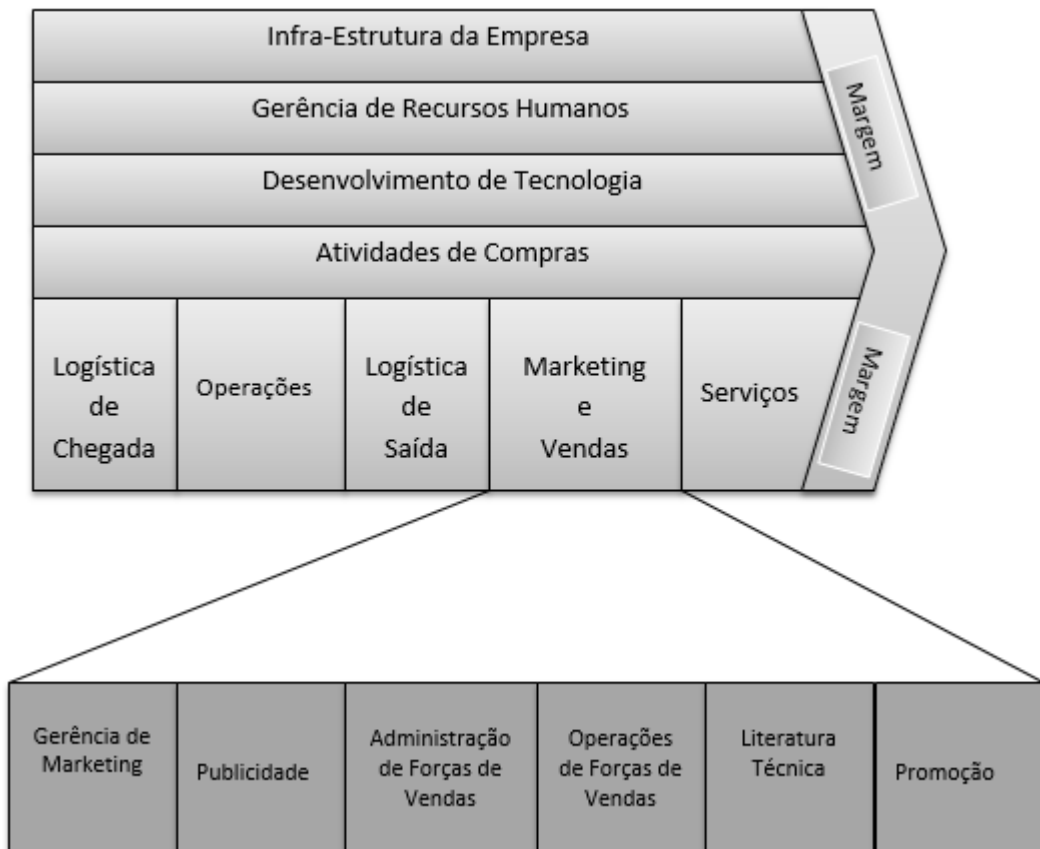 Infra-Estrutura da Empresa
Gerência de Recursos Humanos
Desenvolvimento de Tecnologia
Atividades de Compras
Margem
Logística
de
Chegada
Operações
Logística
de
Saída
Marketing
e
Vendas
Serviços
Margem
Gerência de
Marketing
Publicidade
Administração
de Forças de
Vendas
Operações
de Forças de
Vendas
Literatura
Técnica
Promoção